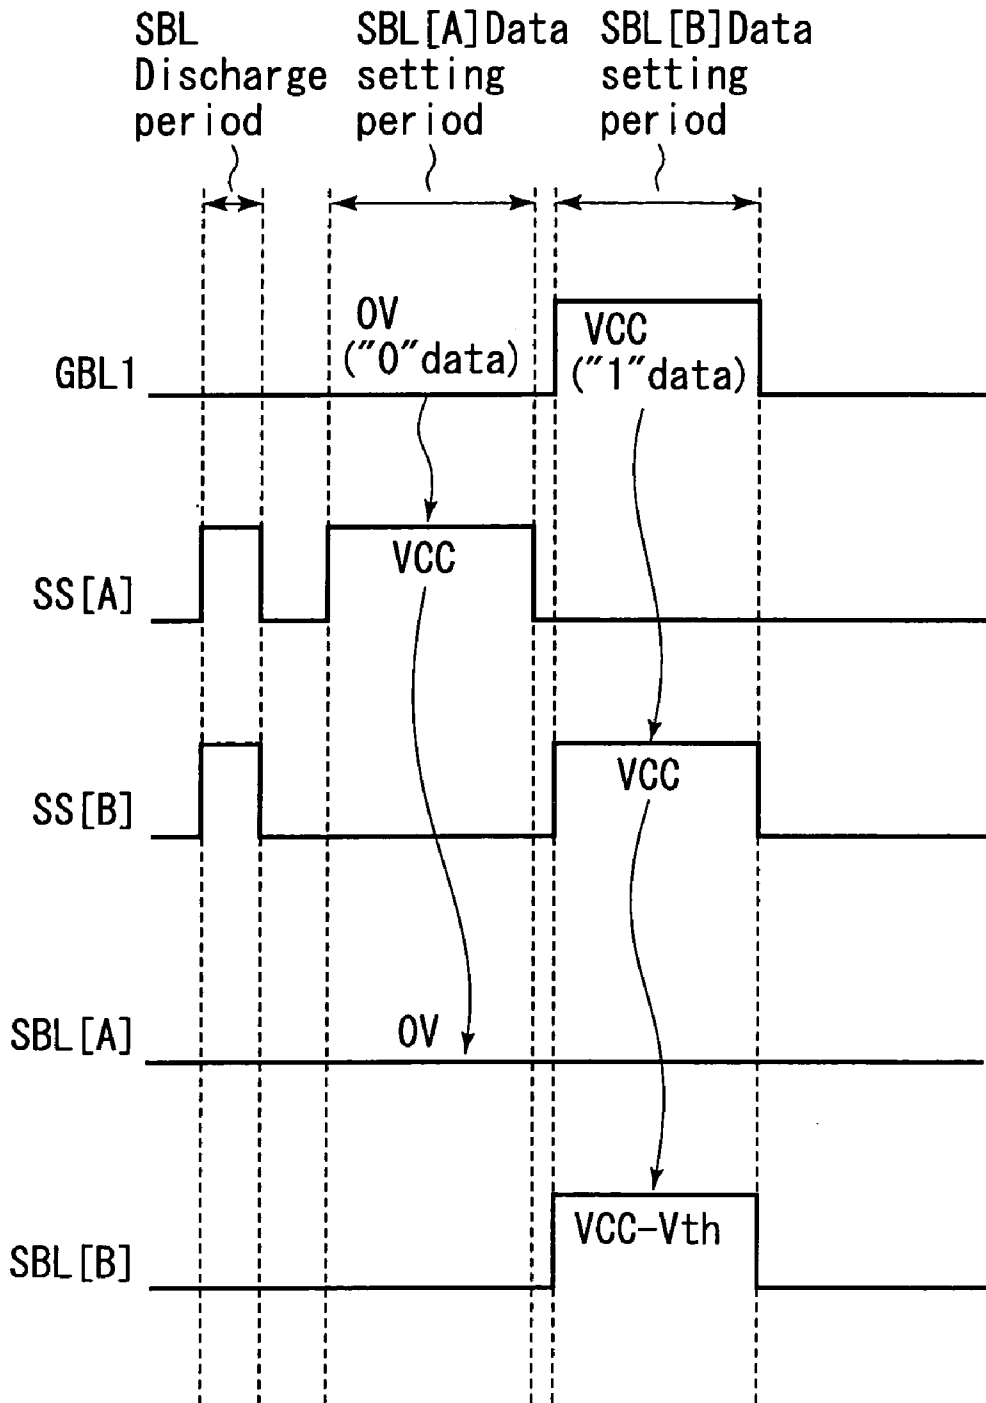 SBL
Discharge
period
SBL[A]Data
setting
period
SBL[B]Data
setting
period
GBL1
0V
("0"data)
VCC
("1"data)
SS[A]
VCC
SS[B]
VCC
SBL[A]
0V
SBL[B]
VCC-Vth